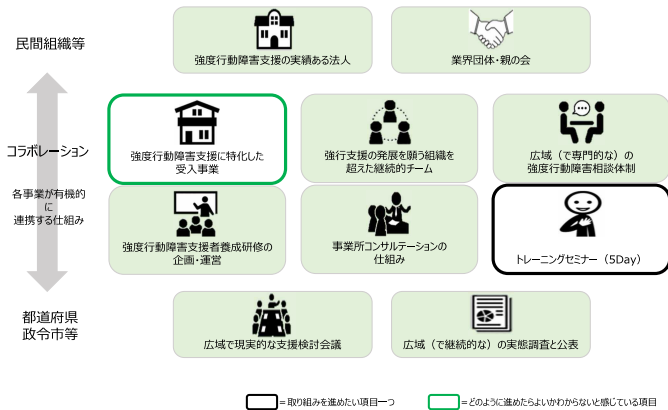 民間組織等
強度行動障害支援の実績ある法人
業界団体・親の会
コラボレーション
各事業が有機的
に
連携する仕組み
強度行動障害支援に特化した
受入事業
強行支援の発展を願う組織を
超えた継続的チーム
広域（で専門的な）の
強度行動障害相談体制
強度行動障害支援者養成研修の
企画・運営
事業所コンサルテーションの
仕組み
トレーニングセミナー（5Day）
都道府県
政令市等
広域で現実的な支援検討会議
広域（で継続的な）の実態調査と公表
＝取り組みを進めたい項目一つ
＝どのように進めたらよいかわからないと感じている項目